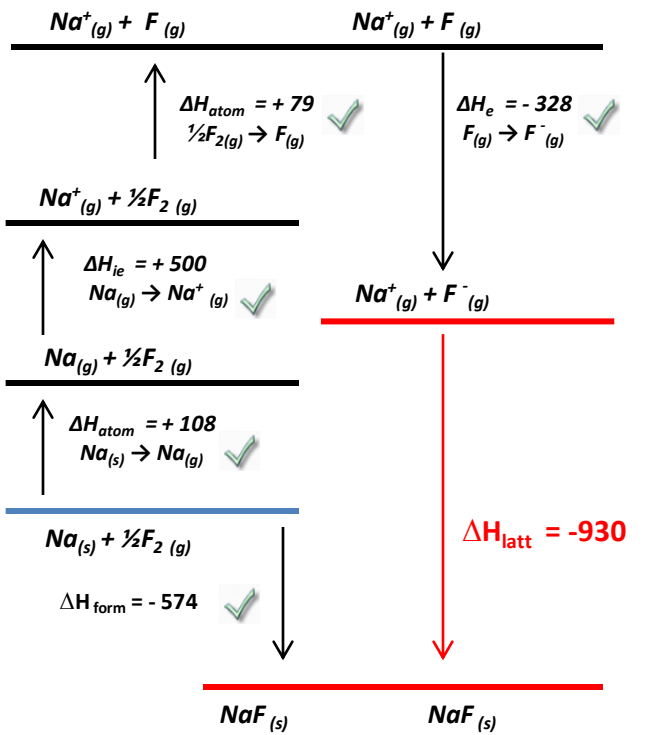 Na⁺(g) + F (g)
Na⁺(g) + F (g)
ΔHatom = + 79
½F2(g) → F(g)
ΔHe = - 328
F(g) → F⁻(g)
Na⁺(g) + ½F2 (g)
ΔHie = + 500
Na(g) → Na⁺ (g)
Na⁺(g) + F⁻(g)
Na(g) + ½F2 (g)
ΔHatom = + 108
Na(s) → Na(g)
Na(s) + ½F2 (g)
ΔHlatt = -930
ΔH form = - 574
NaF (s)
NaF (s)